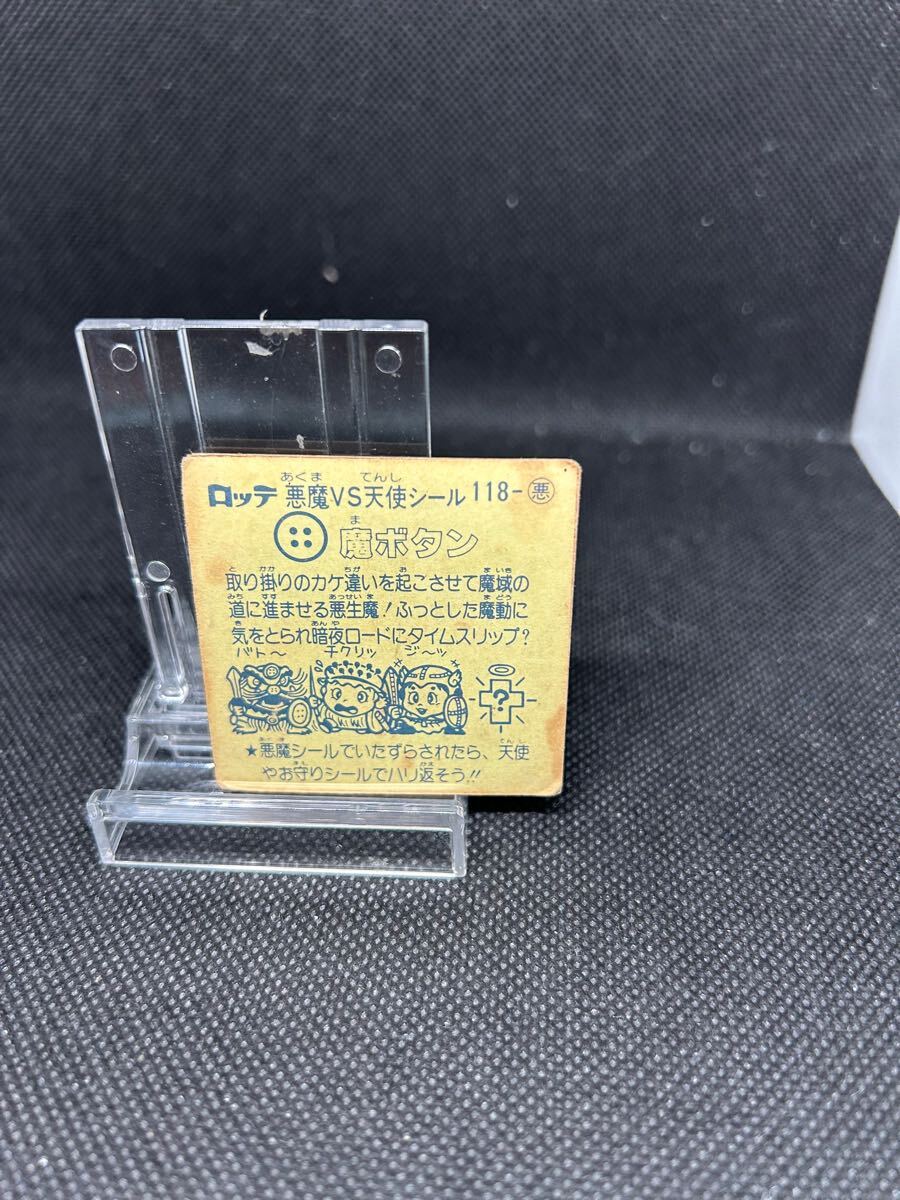 ロッテ 悪魔VS天使シール 118-悪
魔ボタン
取り掛りのカケ違いを起こさせて魔域の
道に進ませる悪生魔!ふっとした魔動に
気をとられ暗夜ロードにタイムスリップ?
バト〜 チクリッ ジ〜ッ
?
★悪魔シールでいたずらされたら、天使
やお守りシールでハリ返そう!!